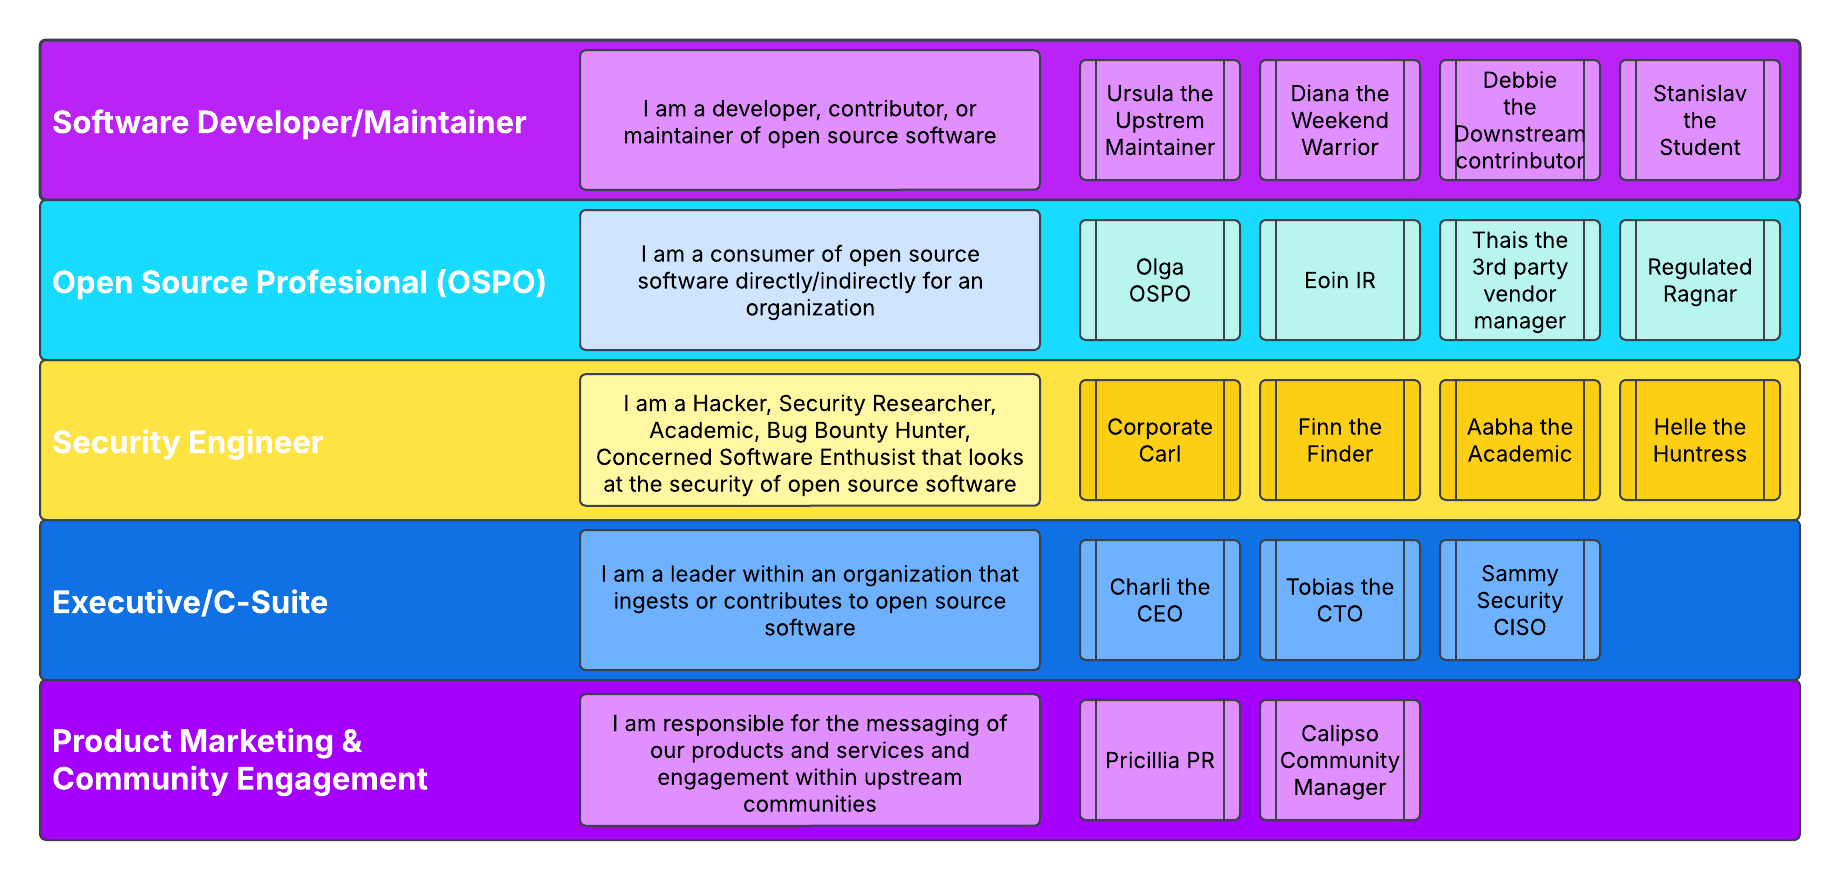 Software Developer/Maintainer
I am a developer, contributor, or
maintainer of open source software
Ursula the
Upstrem
Maintainer
Diana the
Weekend
Warrior
Debbie
the
Downstream
contrinbutor
Stanislav
the
Student
Open Source Profesional (OSPO)
I am a consumer of open source
software directly/indirectly for an
organization
Olga
OSPO
Eoin IR
Thais the
3rd party
vendor
manager
Regulated
Ragnar
Security Engineer
I am a Hacker, Security Researcher,
Academic, Bug Bounty Hunter,
Concerned Software Enthusist that looks
at the security of open source software
Corporate
Carl
Finn the
Finder
Aabha the
Academic
Helle the
Huntress
Executive/C-Suite
I am a leader within an organization that
ingests or contributes to open source
software
Charli the
CEO
Tobias the
CTO
Sammy
Security
CISO
Product Marketing &
Community Engagement
I am responsible for the messaging of
our products and services and
engagement within upstream
communities
Pricillia PR
Calipso
Community
Manager